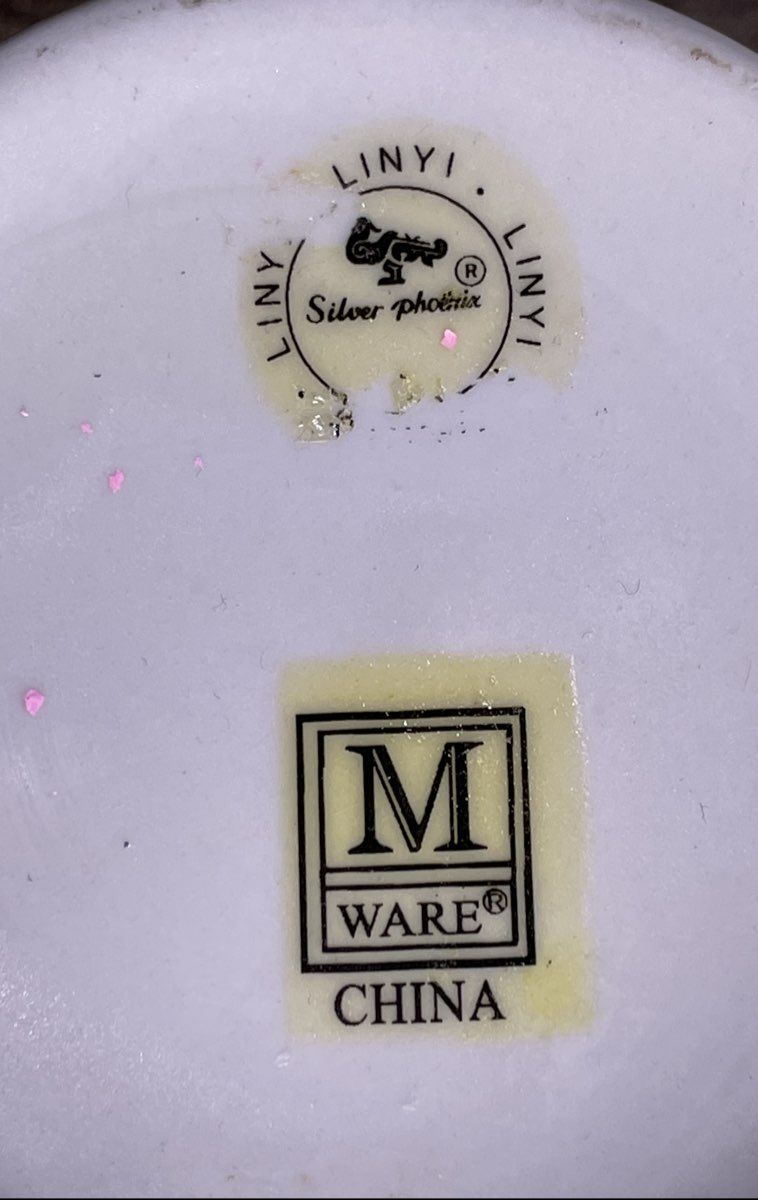 LINYI · LINYI
LINY
®
Silver phoenix
M
WARE®
CHINA